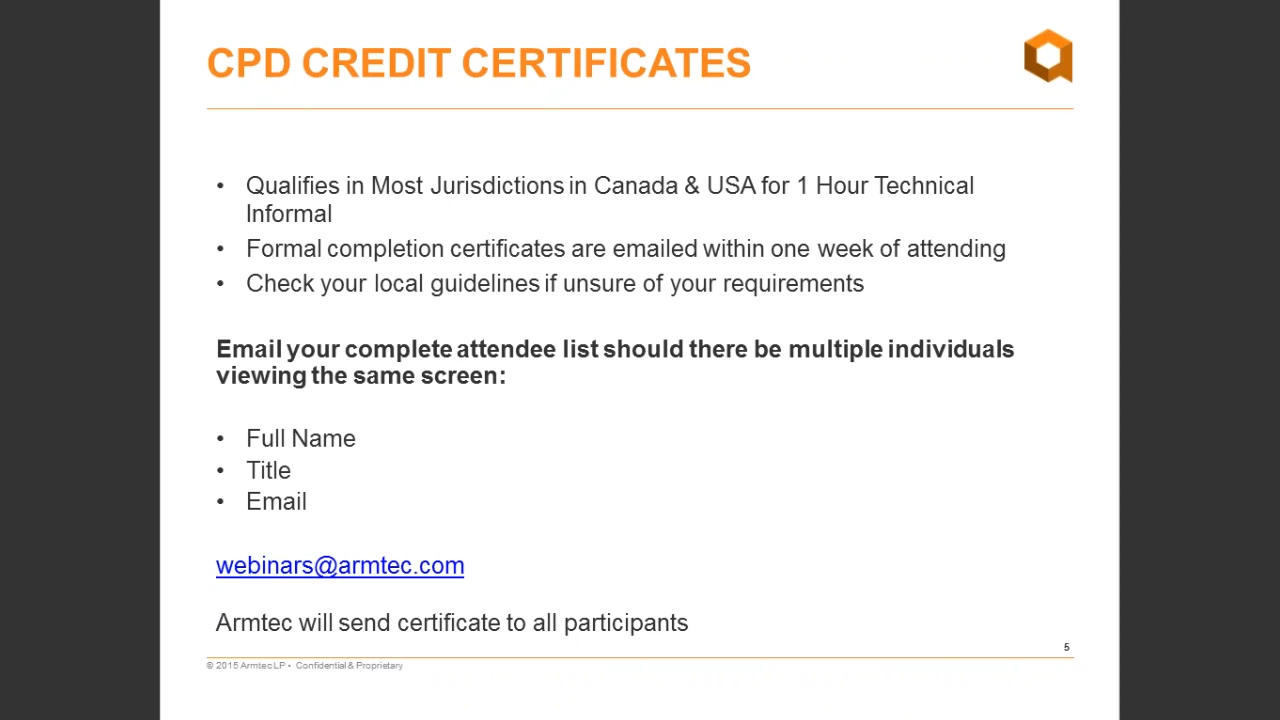 CPD CREDIT CERTIFICATES
• Qualifies in Most Jurisdictions in Canada & USA for 1 Hour Technical
Informal
• Formal completion certificates are emailed within one week of attending
• Check your local guidelines if unsure of your requirements
Email your complete attendee list should there be multiple individuals
viewing the same screen:
• Full Name
• Title
• Email
webinars@armtec.com
Armtec will send certificate to all participants
5
© 2015 Armtec LP • Confidential & Proprietary